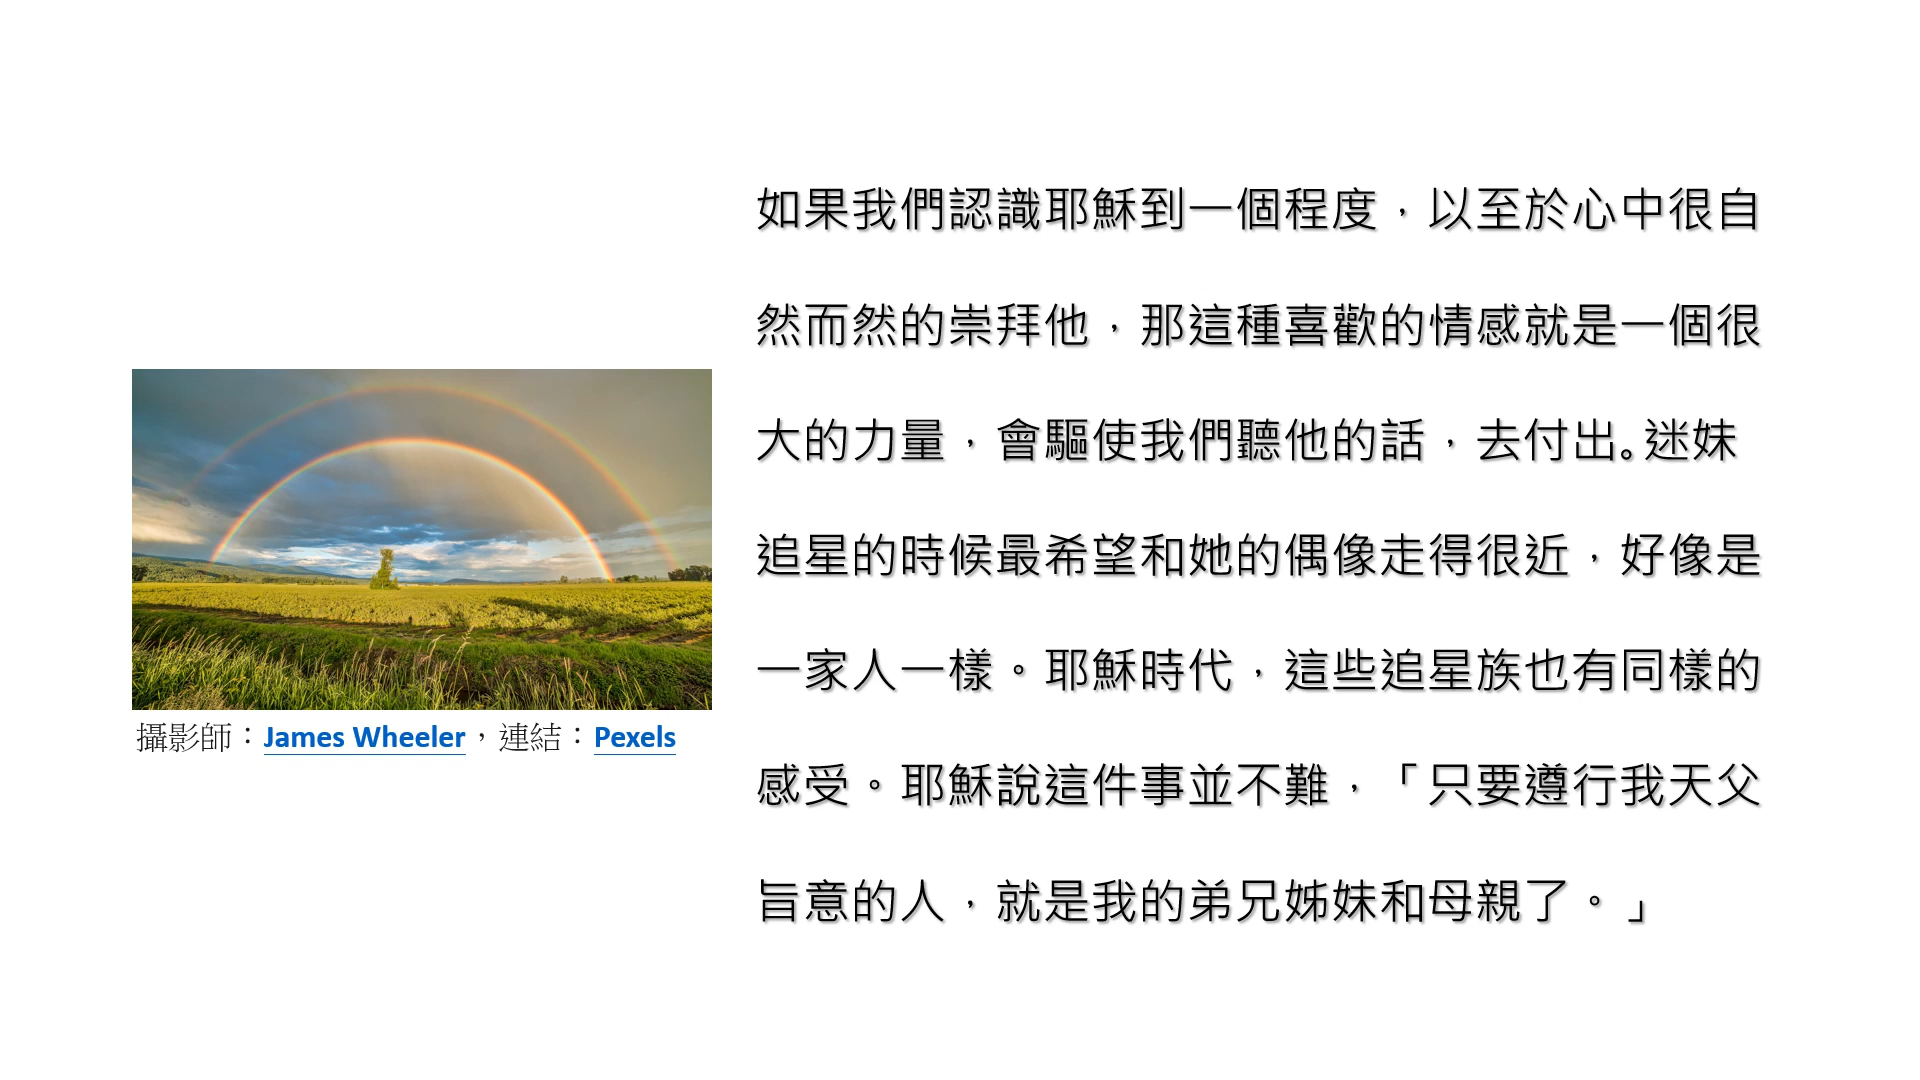 如果我們認識耶穌到一個程度，以至於心中很自
然而然的崇拜他，那這種喜歡的情感就是一個很
大的力量，會驅使我們聽他的話，去付出。迷妹
追星的時候最希望和她的偶像走得很近，好像是
一家人一樣。耶穌時代，這些追星族也有同樣的
感受。耶穌說這件事並不難，「只要遵行我天父
旨意的人，就是我的弟兄姊妹和母親了。」
攝影師：James Wheeler，連結：Pexels